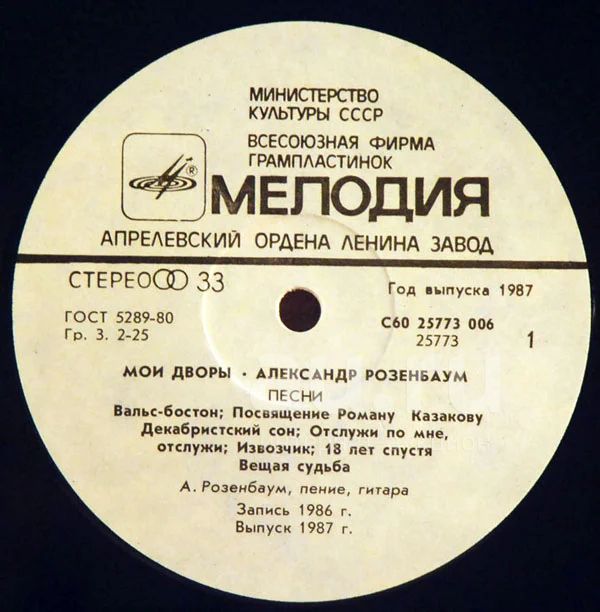 МИНИСТЕРСТВО
КУЛЬТУРЫ СССР
ВСЕСОЮЗНАЯ ФИРМА
ГРАМПЛАСТИНОК
® МЕЛОДИЯ
АПРЕЛЕВСКИЙ ОРДЕНА ЛЕНИНА ЗАВОД
СТЕРЕО 33
Год выпуска 1987
ГОСТ 5289-80
Гр. 3. 2-25
С60 25773 006
25773
1
МОИ ДВОРЫ · АЛЕКСАНДР РОЗЕНБАУМ
ПЕСНИ
Вальс-бостон; Посвящение Роману Казакову
Декабристский сон; Отслужи по мне,
отслужи; Извозчик; 18 лет спустя
Вещая судьба
А. Розенбаум, пение, гитара
Запись 1986 г.
Выпуск 1987 г.